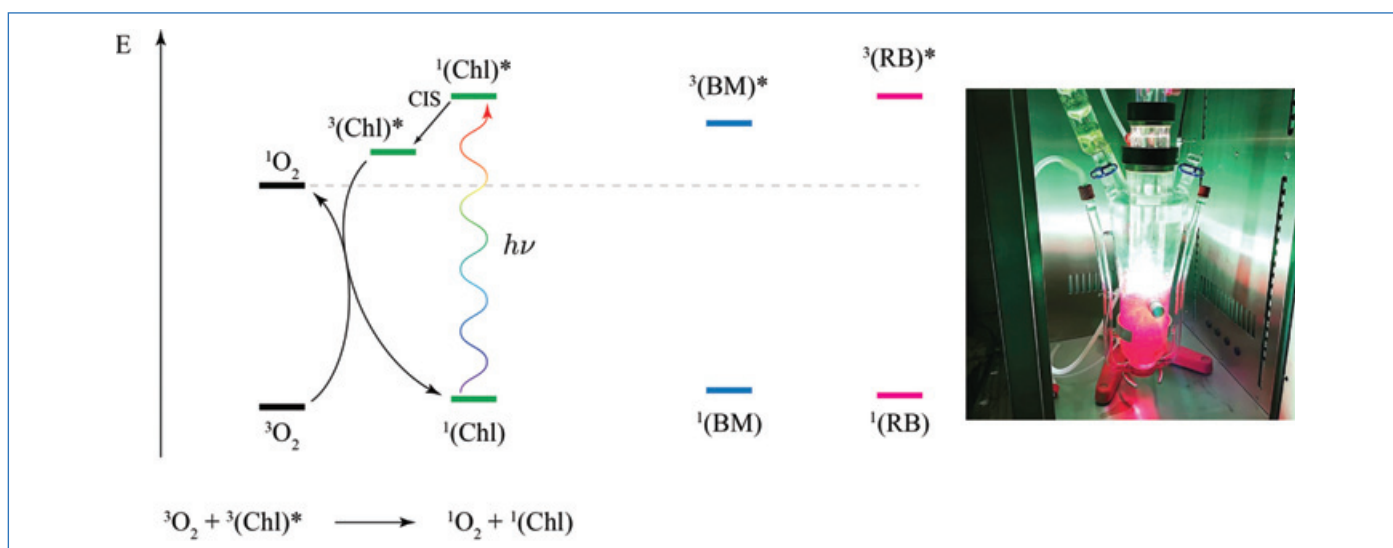 E
¹(Chl)*
³(RB)*
³(BM)*
CIS
³(Chl)*
¹O₂
hν
³O₂
¹(Chl)
¹(BM)
¹(RB)
³O₂ + ³(Chl)* ⟶ ¹O₂ + ¹(Chl)